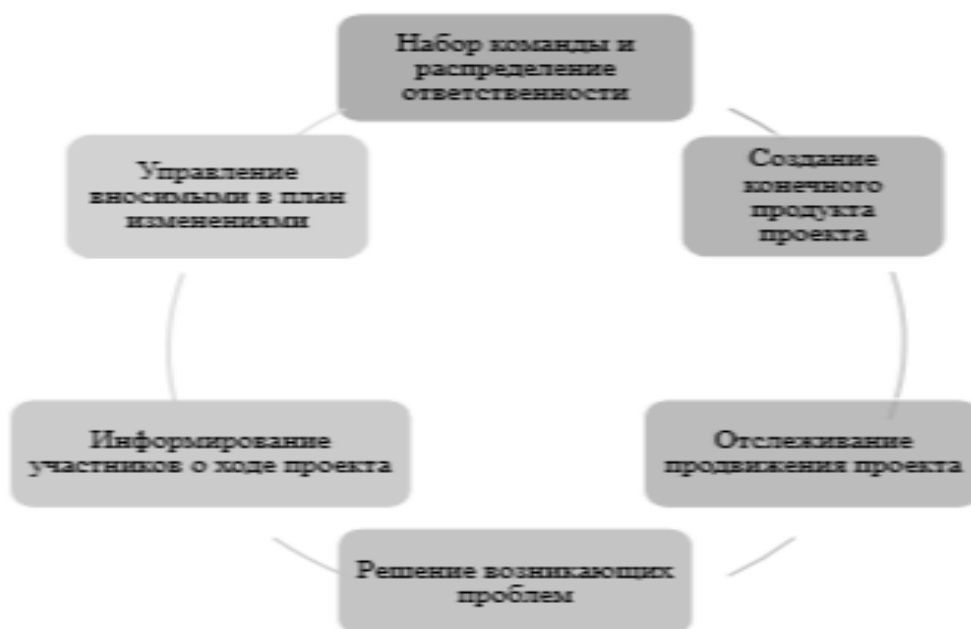 Набор команды и
распределение
ответственности
Создание
конечного
продукта
проекта
Отслеживание
продвижения проекта
Решение возникающих
проблем
Информирование
участников о ходе проекта
Управление
вносимыми в план
изменениями